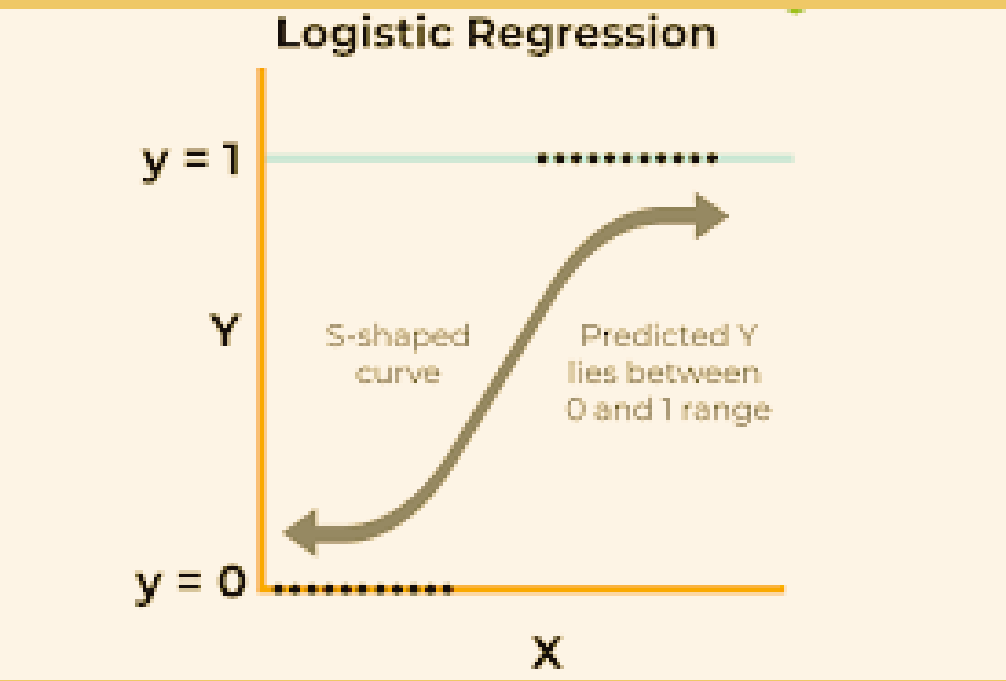 Logistic Regression
y = 1
Y
S-shaped
curve
Predicted Y
lies between
0 and 1 range
y = 0
X